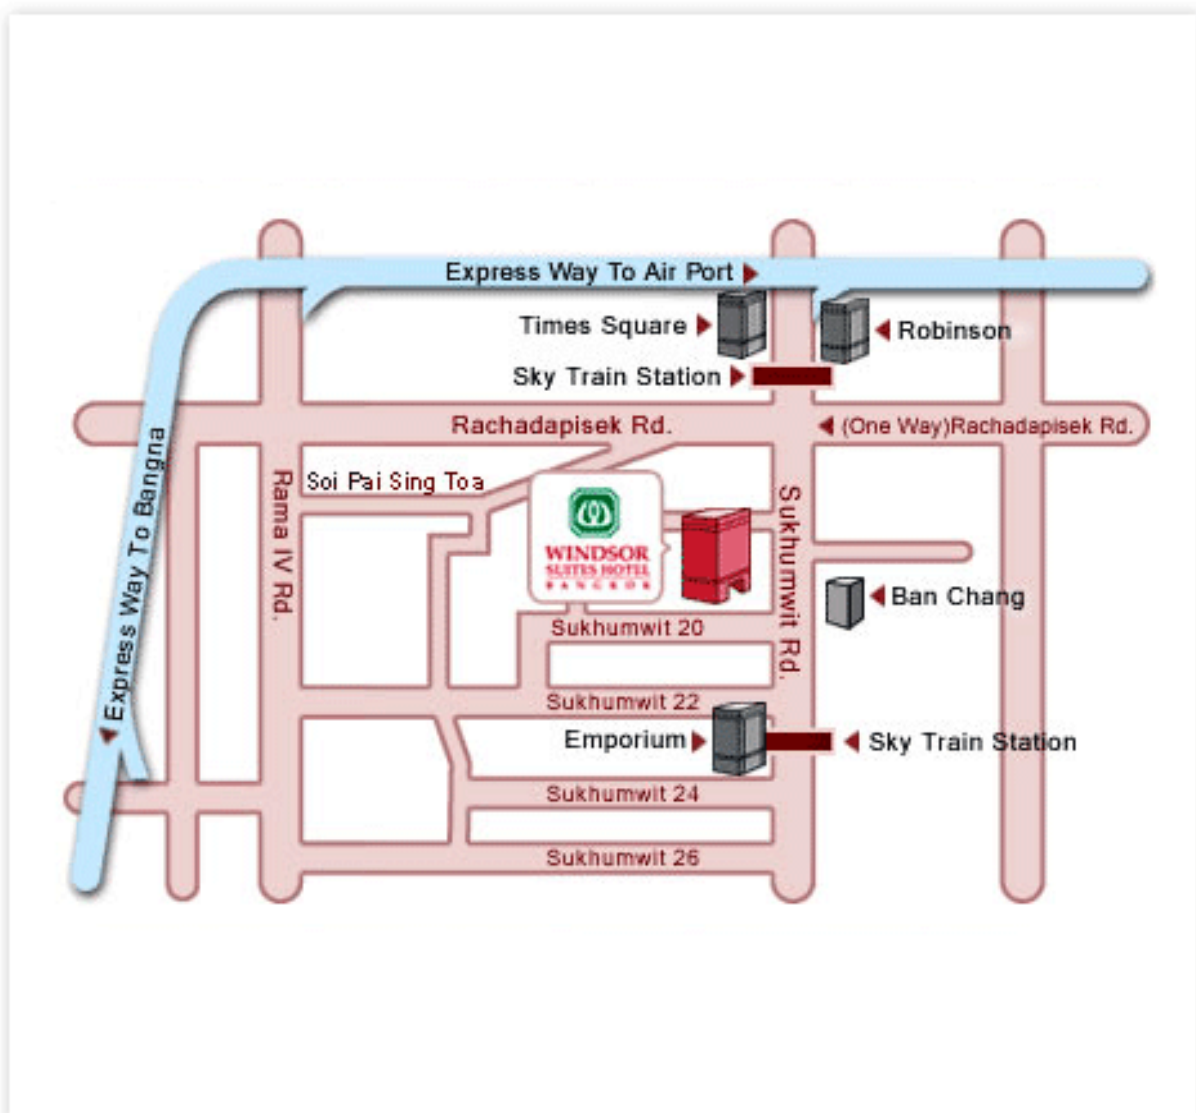 Express Way To Air Port
Times Square
Robinson
Sky Train Station
Rachadapisek Rd.
(One Way)Rachadapisek Rd.
Soi Pai Sing Toa
Rama IV Rd.
Sukhumwit Rd.
Express Way To Bangna
WINDSOR
SUITES HOTEL
BANGKOK
Ban Chang
Sukhumwit 20
Sukhumwit 22
Emporium
Sky Train Station
Sukhumwit 24
Sukhumwit 26